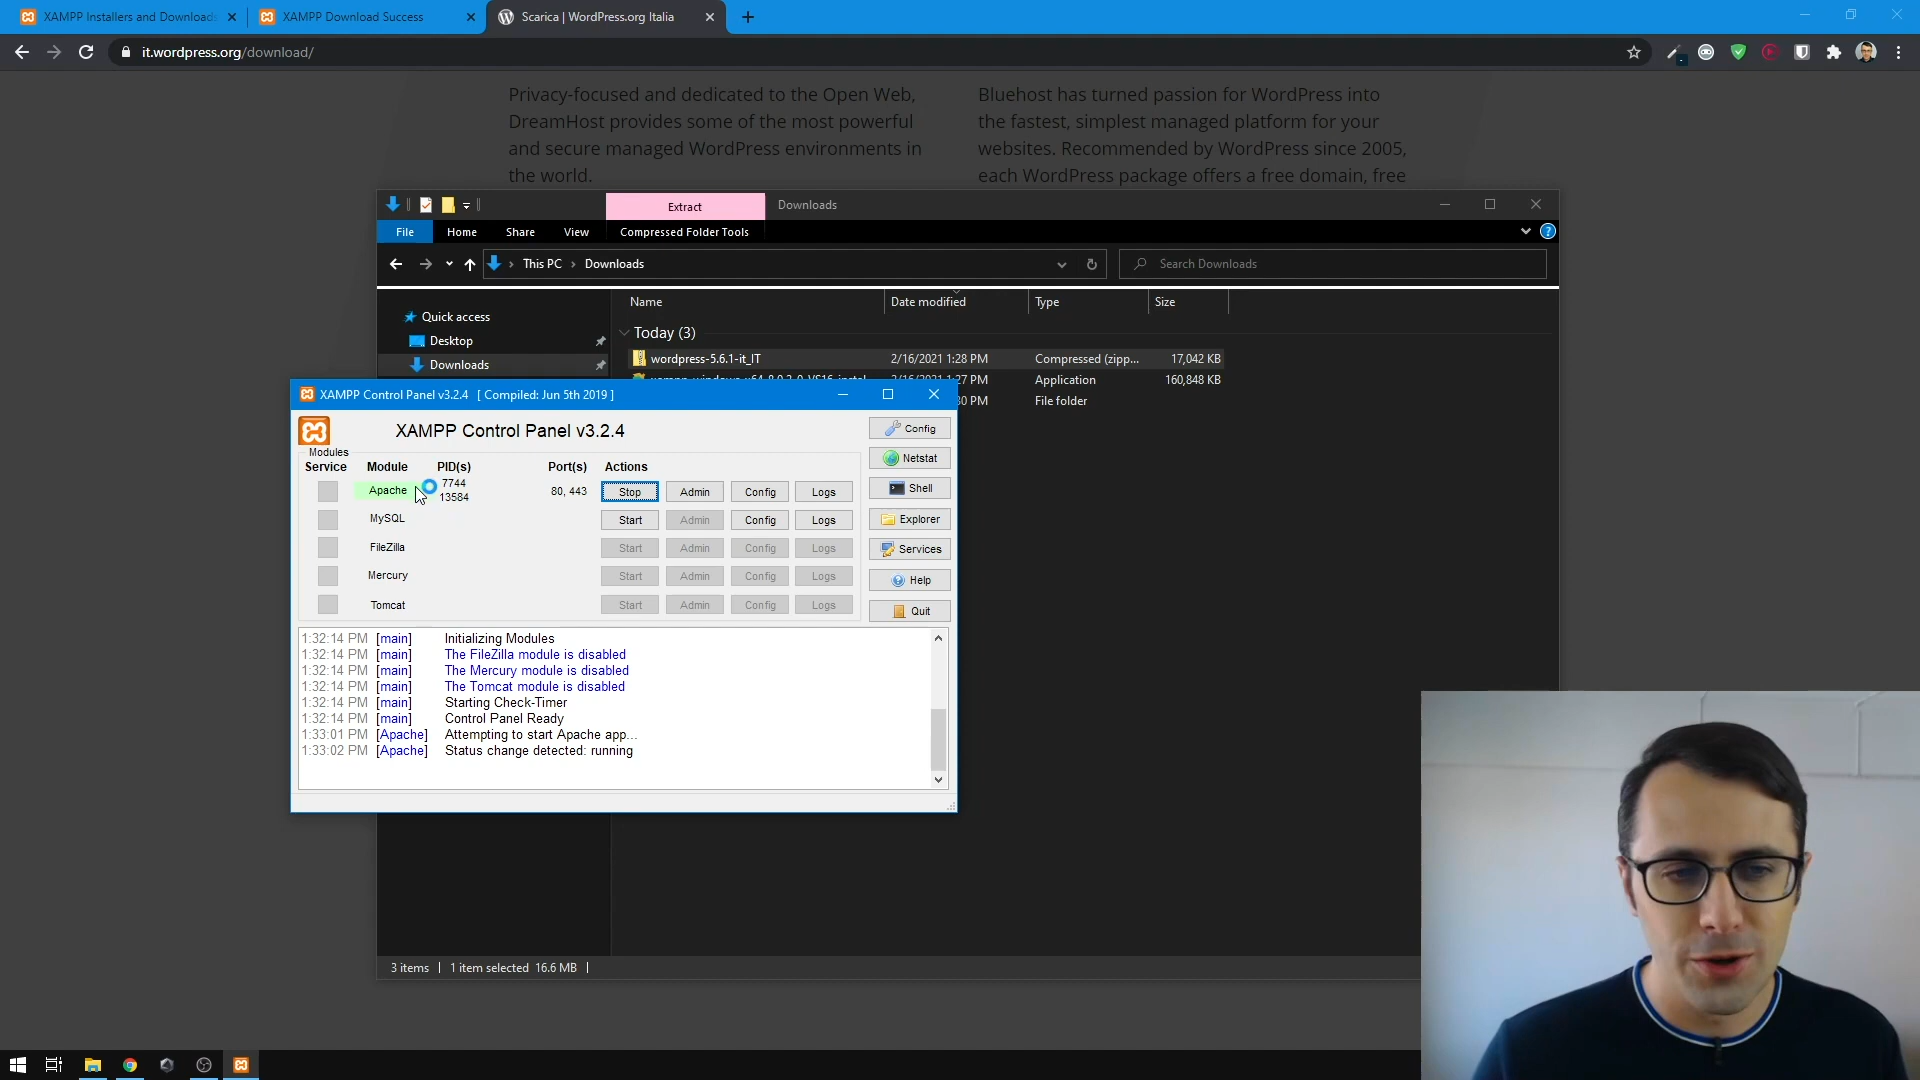 XAMPP Installers and Downloads
XAMPP Download Success
Scarica | WordPress.org Italia
it.wordpress.org/download/
Privacy-focused and dedicated to the Open Web,
DreamHost provides some of the most powerful
and secure managed WordPress environments in
the world.
Bluehost has turned passion for WordPress into
the fastest, simplest managed platform for your
websites. Recommended by WordPress since 2005,
each WordPress package offers a free domain, free
Extract
Downloads
File
Home
Share
View
Compressed Folder Tools
This PC
Downloads
Search Downloads
Name
Date modified
Type
Size
Quick access
Desktop
Downloads
Today (3)
wordpress-5.6.1-it_IT
2/16/2021 1:28 PM
Compressed (zipp...
17,042 KB
Application
160,848 KB
File folder
XAMPP Control Panel v3.2.4 [ Compiled: Jun 5th 2019 ]
XAMPP Control Panel v3.2.4
Config
Modules
Service
Module
PID(s)
Port(s)
Actions
Netstat
Apache
7744
13584
80, 443
Stop
Admin
Config
Logs
Shell
MySQL
Start
Admin
Config
Logs
Explorer
FileZilla
Start
Admin
Config
Logs
Services
Mercury
Start
Admin
Config
Logs
Help
Tomcat
Start
Admin
Config
Logs
Quit
1:32:14 PM [main] Initializing Modules
1:32:14 PM [main] The FileZilla module is disabled
1:32:14 PM [main] The Mercury module is disabled
1:32:14 PM [main] The Tomcat module is disabled
1:32:14 PM [main] Starting Check-Timer
1:32:14 PM [main] Control Panel Ready
1:33:01 PM [Apache] Attempting to start Apache app...
1:33:02 PM [Apache] Status change detected: running
3 items
1 item selected 16.6 MB